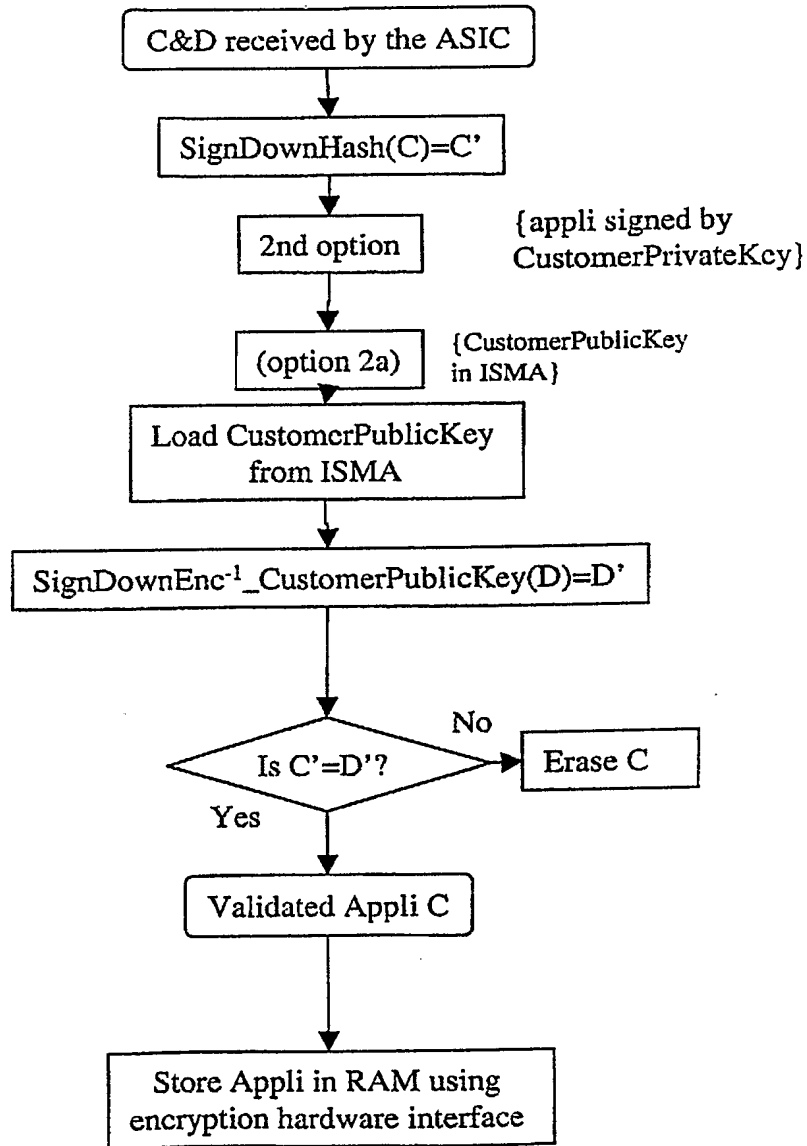 C&D received by the ASIC
SignDownHash(C)=C’
2nd option
{appli signed by
CustomerPrivateKey}
(option 2a)
{CustomerPublicKey
in ISMA}
Load CustomerPublicKey
from ISMA
SignDownEnc⁻¹_CustomerPublicKey(D)=D’
Is C’=D’?
No
Erase C
Yes
Validated Appli C
Store Appli in RAM using
encryption hardware interface